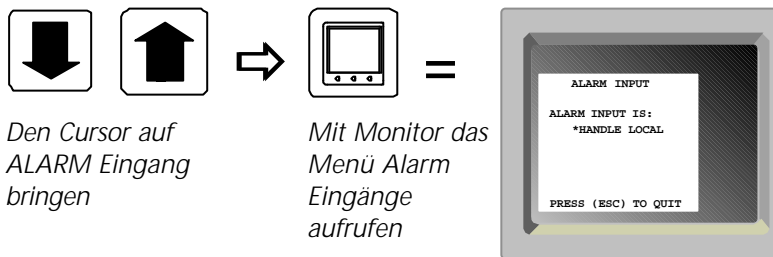 Den Cursor auf
ALARM Eingang
bringen
Mit Monitor das
Menü Alarm
Eingänge
aufrufen
ALARM INPUT
ALARM INPUT IS:
*HANDLE LOCAL
PRESS (ESC) TO QUIT